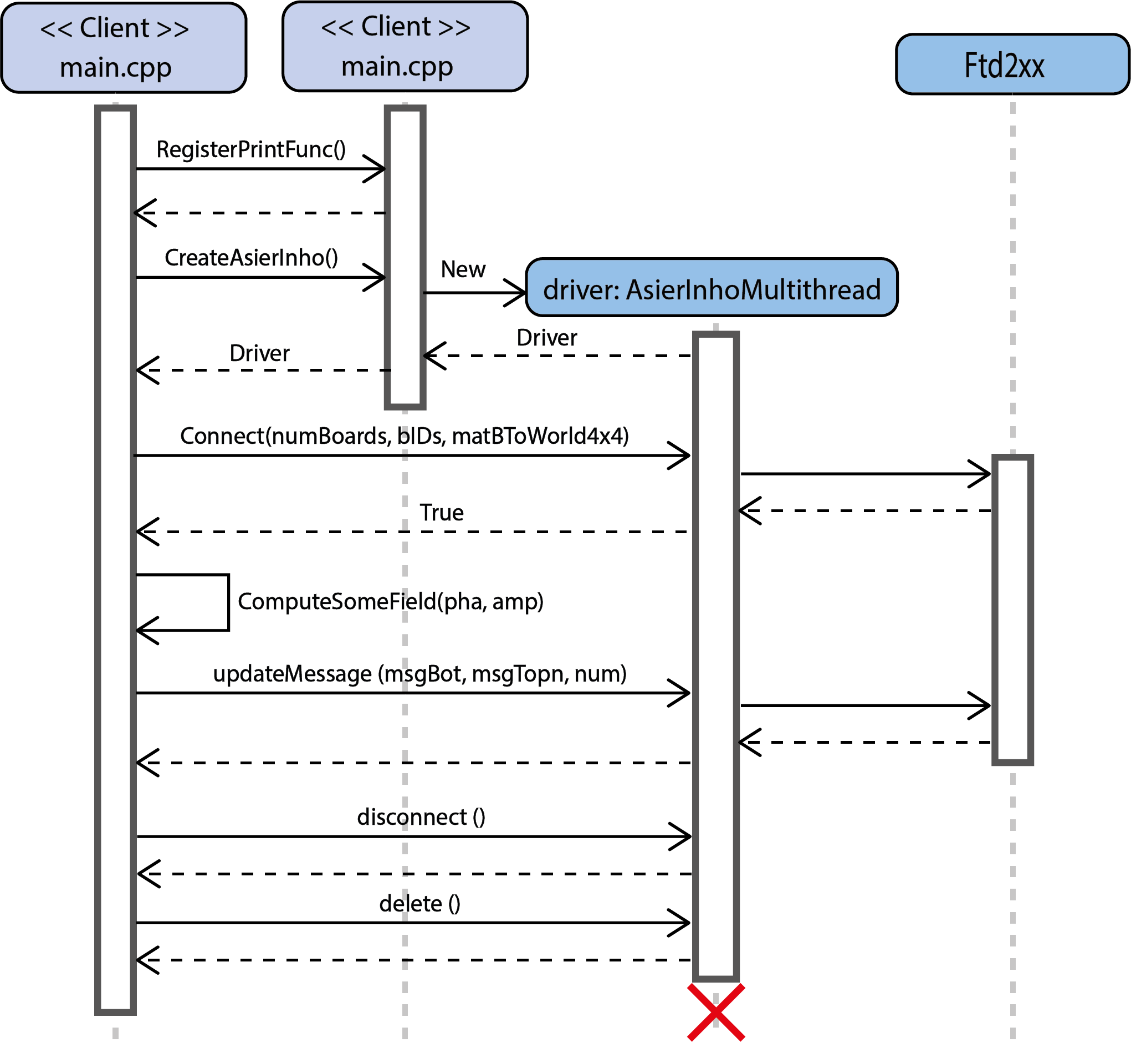 << Client >>
main.cpp
<< Client >>
main.cpp
Ftd2xx
RegisterPrintFunc()
CreateAsierInho()
New
driver: AsierInhoMultithread
Driver
Driver
Connect(numBoards, bIDs, matBToWorld4x4)
True
ComputeSomeField(pha, amp)
updateMessage (msgBot, msgTopn, num)
disconnect ()
delete ()